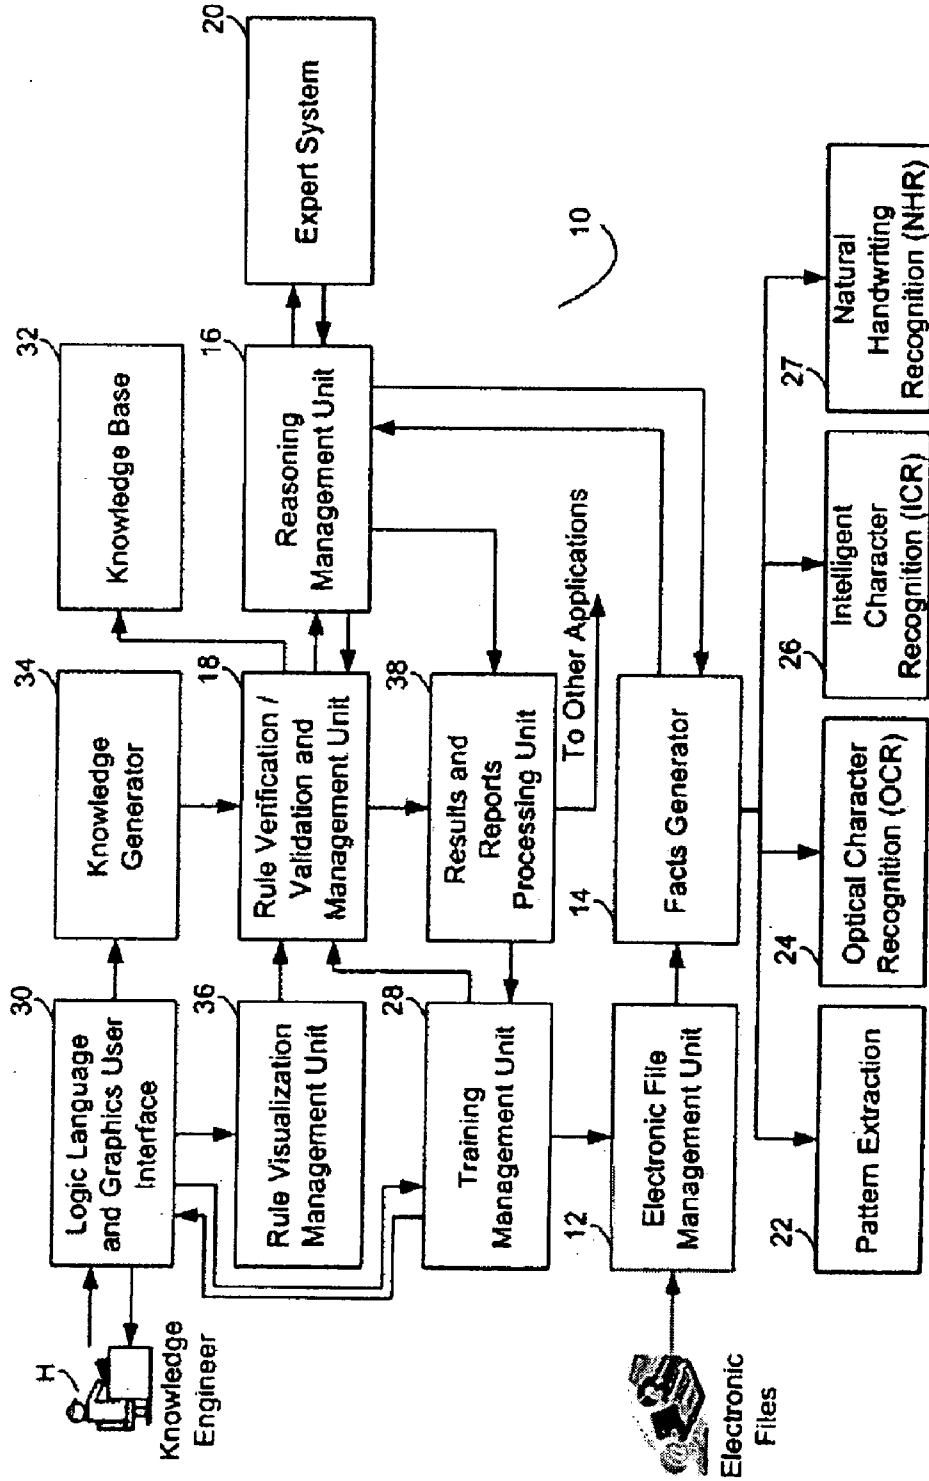 H
Knowledge
Engineer
30
Logic Language
and Graphics User
Interface
34
Knowledge
Generator
32
Knowledge Base
36
Rule Visualization
Management Unit
18
Rule Verification /
Validation and
Management Unit
16
Reasoning
Management Unit
20
Expert System
28
Training
Management Unit
38
Results and
Reports
Processing Unit
To Other Applications
10
Electronic
Files
12
Electronic File
Management Unit
14
Facts Generator
22
Pattern Extraction
24
Optical Character
Recognition (OCR)
26
Intelligent
Character
Recognition (ICR)
27
Natural
Handwriting
Recognition (NHR)